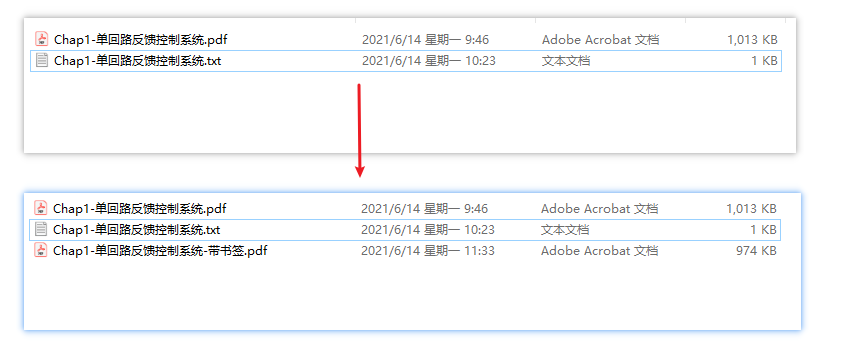 Chap1-单回路反馈控制系统.pdf 2021/6/14 星期一 9:46 Adobe Acrobat 文档 1,013 KB
Chap1-单回路反馈控制系统.txt 2021/6/14 星期一 10:23 文本文档 1 KB
Chap1-单回路反馈控制系统.pdf 2021/6/14 星期一 9:46 Adobe Acrobat 文档 1,013 KB
Chap1-单回路反馈控制系统.txt 2021/6/14 星期一 10:23 文本文档 1 KB
Chap1-单回路反馈控制系统-带书签.pdf 2021/6/14 星期一 11:33 Adobe Acrobat 文档 974 KB